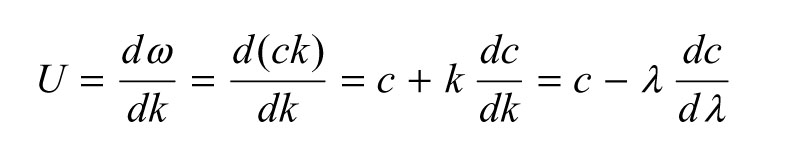 U = dω/dk = d(ck)/dk = c + k dc/dk = c − λ dc/dλ